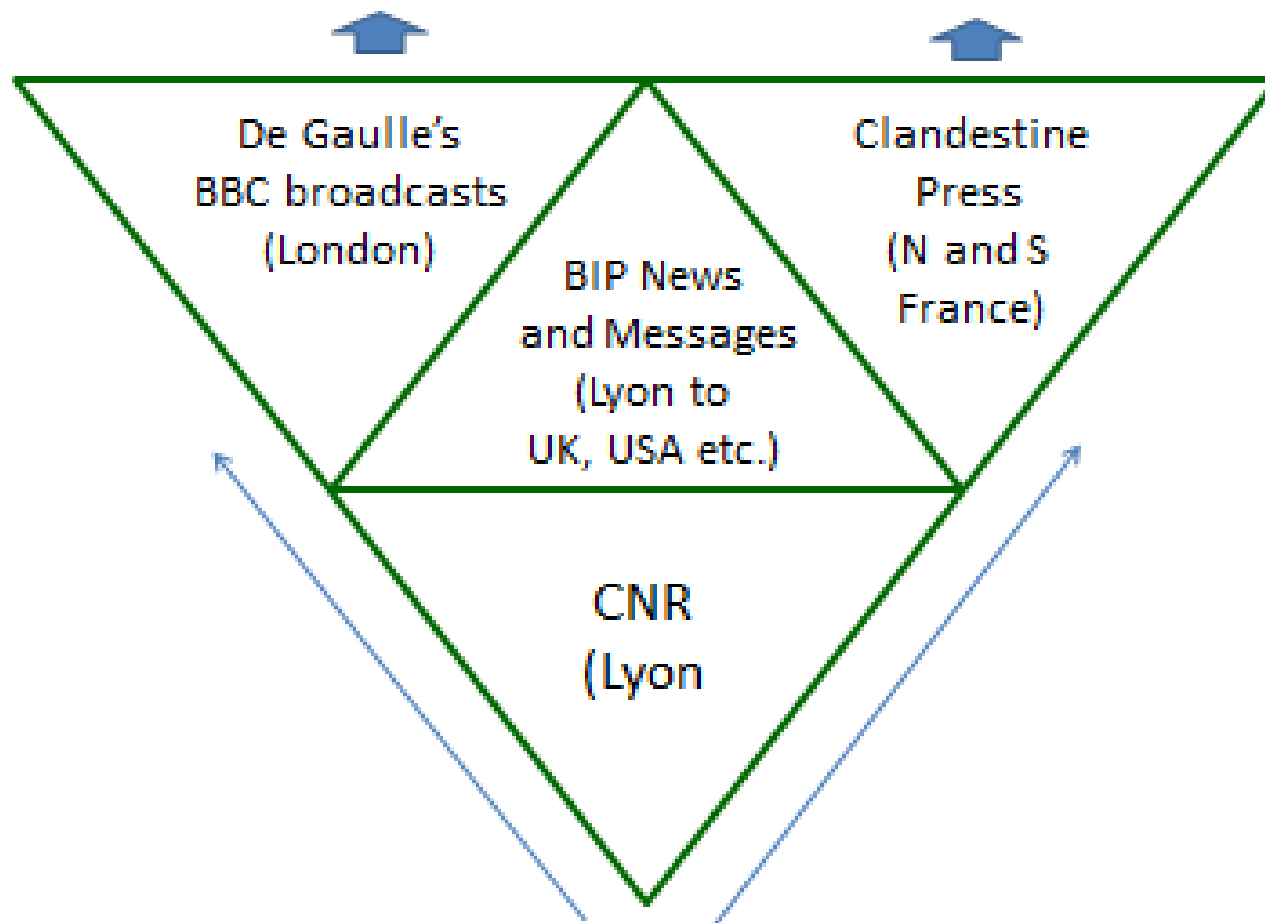 De Gaulle's
BBC broadcasts
(London)
Clandestine
Press
(N and S
France)
BIP News
and Messages
(Lyon to
UK, USA etc.)
CNR
(Lyon